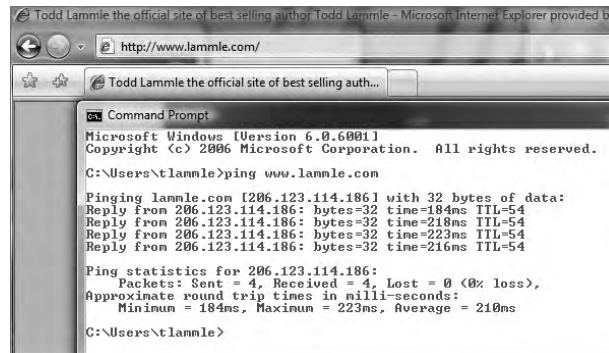 Todd Lammle the official site of best selling author Todd Lammle - Microsoft Internet Explorer provided b
http://www.lammle.com/
Todd Lammle the official site of best selling auth...
Command Prompt
Microsoft Windows [Version 6.0.6001]
Copyright (c) 2006 Microsoft Corporation.  All rights reserved.
C:\Users\tlammle>ping www.lammle.com
Pinging lammle.com [206.123.114.186] with 32 bytes of data:
Reply from 206.123.114.186: bytes=32 time=184ms TTL=54
Reply from 206.123.114.186: bytes=32 time=218ms TTL=54
Reply from 206.123.114.186: bytes=32 time=223ms TTL=54
Reply from 206.123.114.186: bytes=32 time=216ms TTL=54
Ping statistics for 206.123.114.186:
Packets: Sent = 4, Received = 4, Lost = 0 (0% loss),
Approximate round trip times in milli-seconds:
Minimum = 184ms, Maximum = 223ms, Average = 210ms
C:\Users\tlammle>